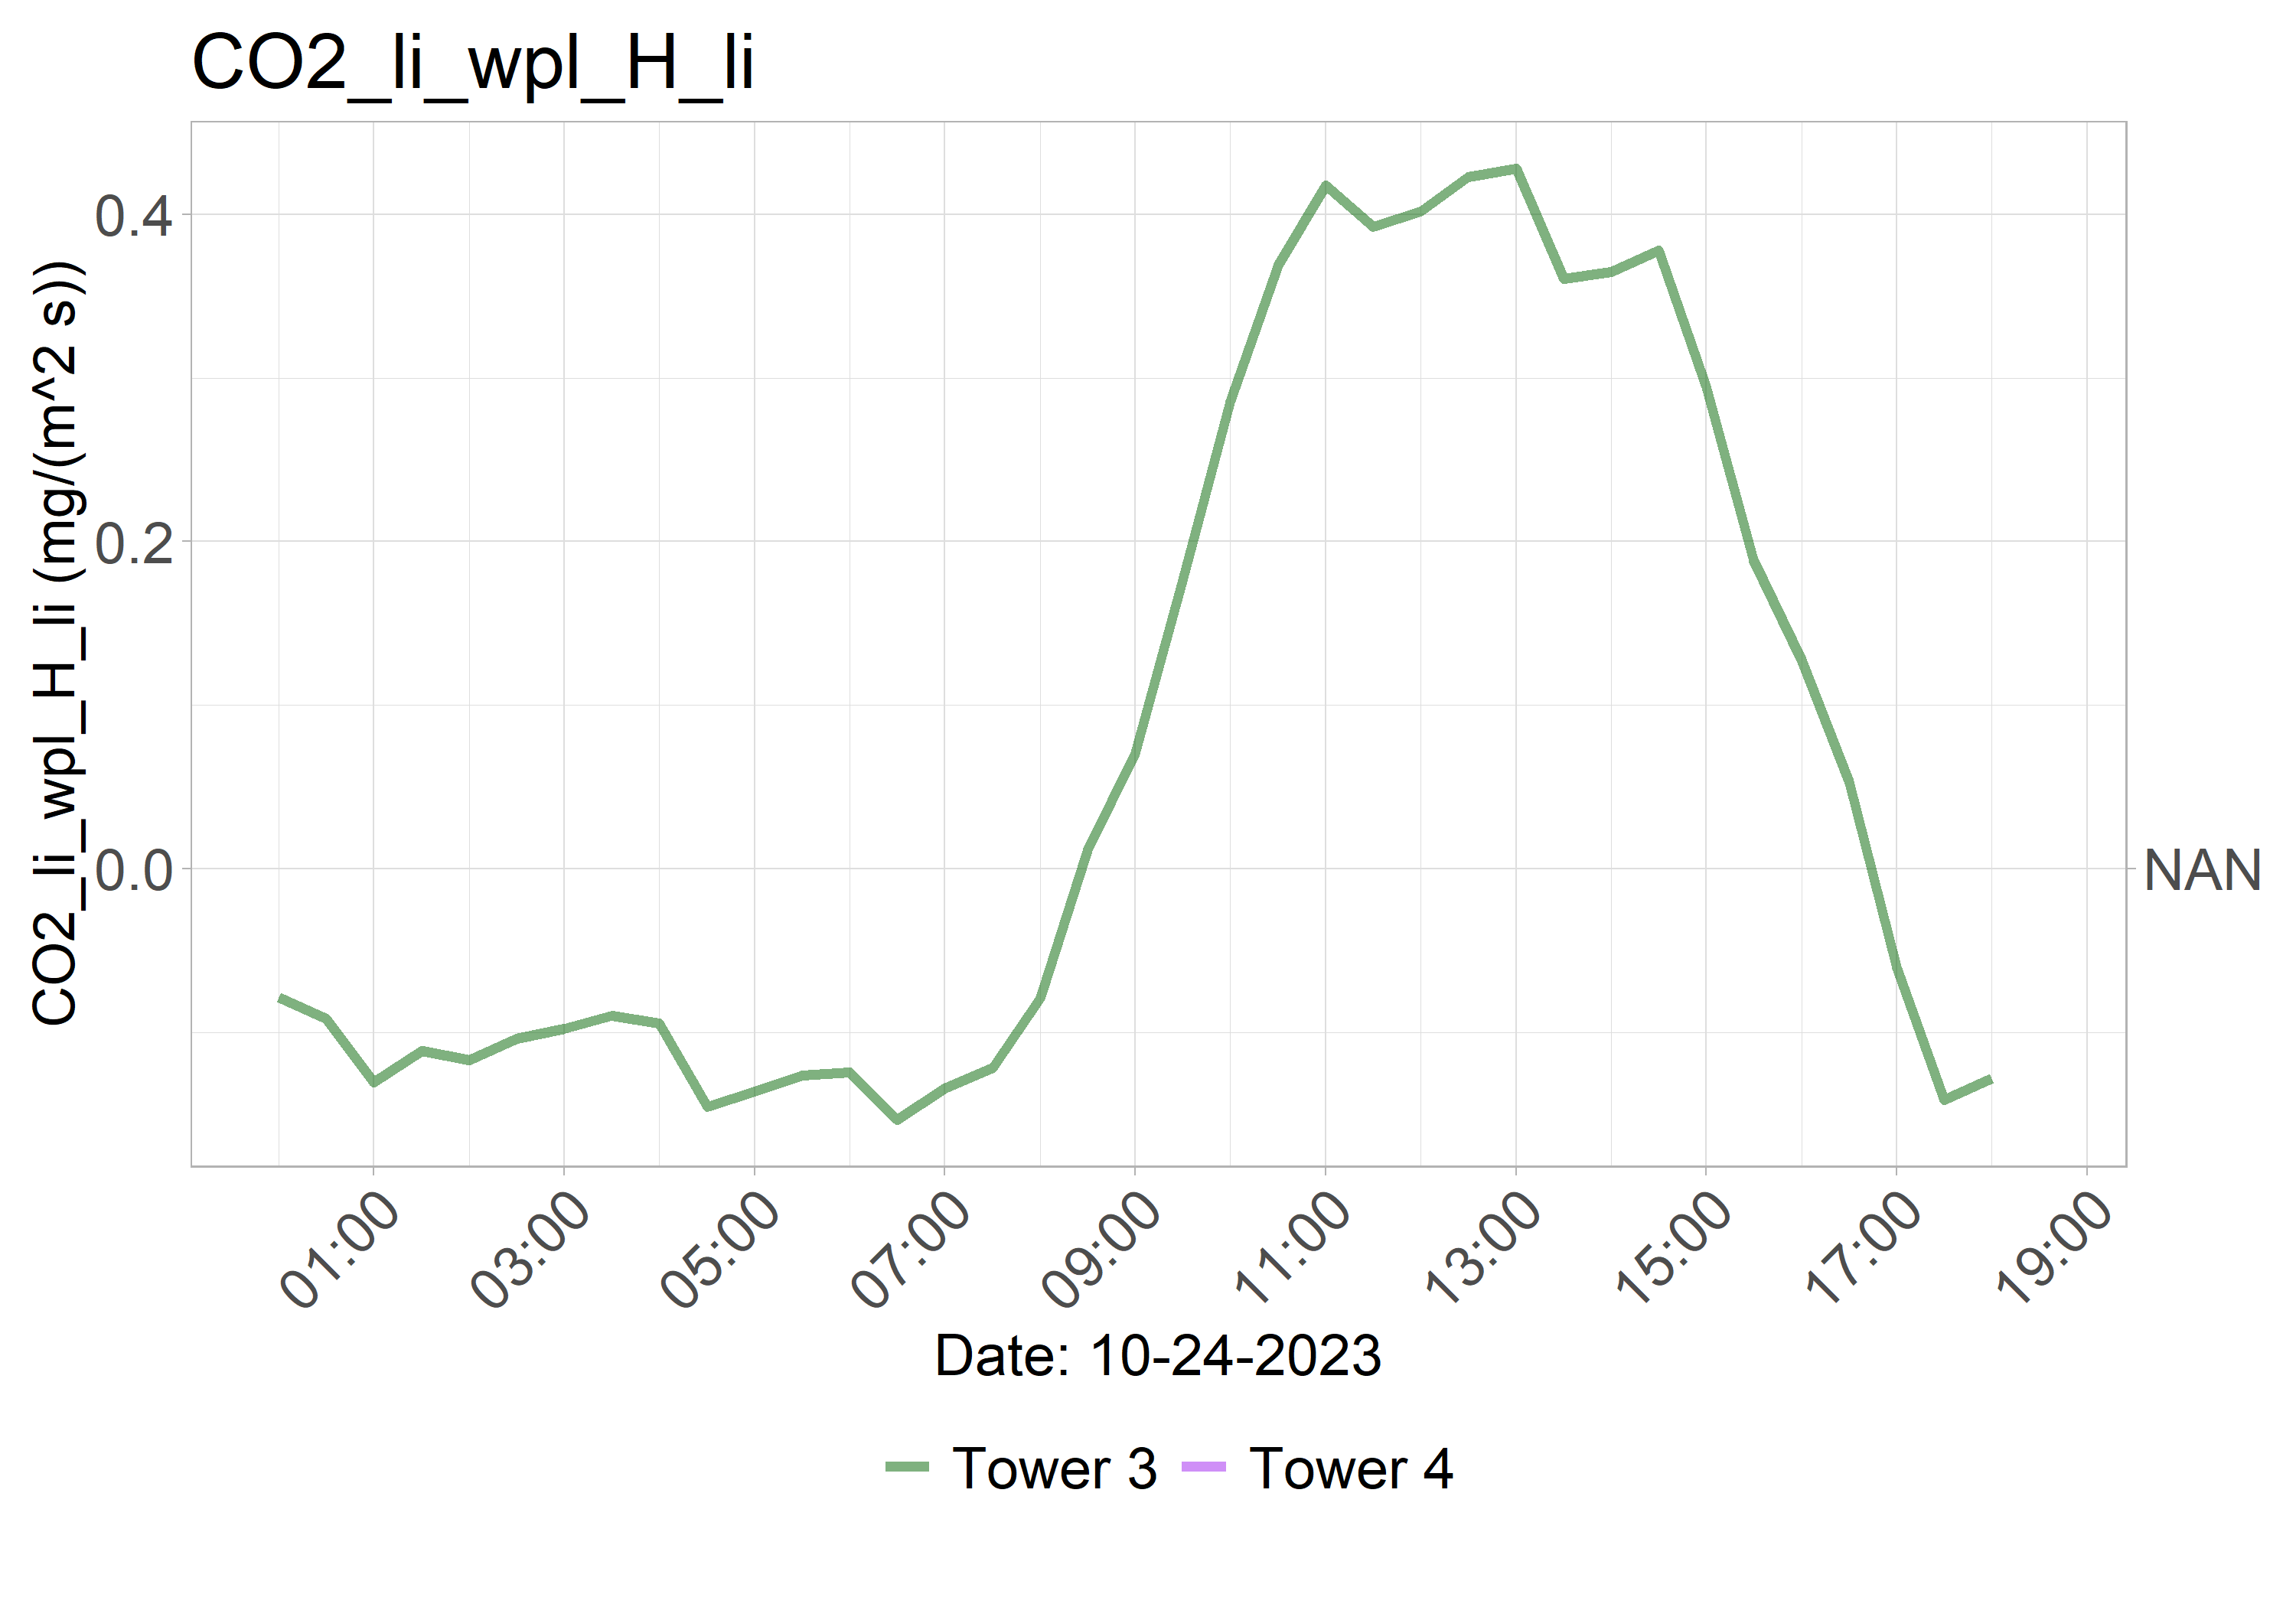 CO2_li_wpl_H_li
CO2_li_wpl_H_li (mg/(m^2 s))
0.4
0.2
0.0
NAN
01:00
03:00
05:00
07:00
09:00
11:00
13:00
15:00
17:00
19:00
Date: 10-24-2023
Tower 3
Tower 4